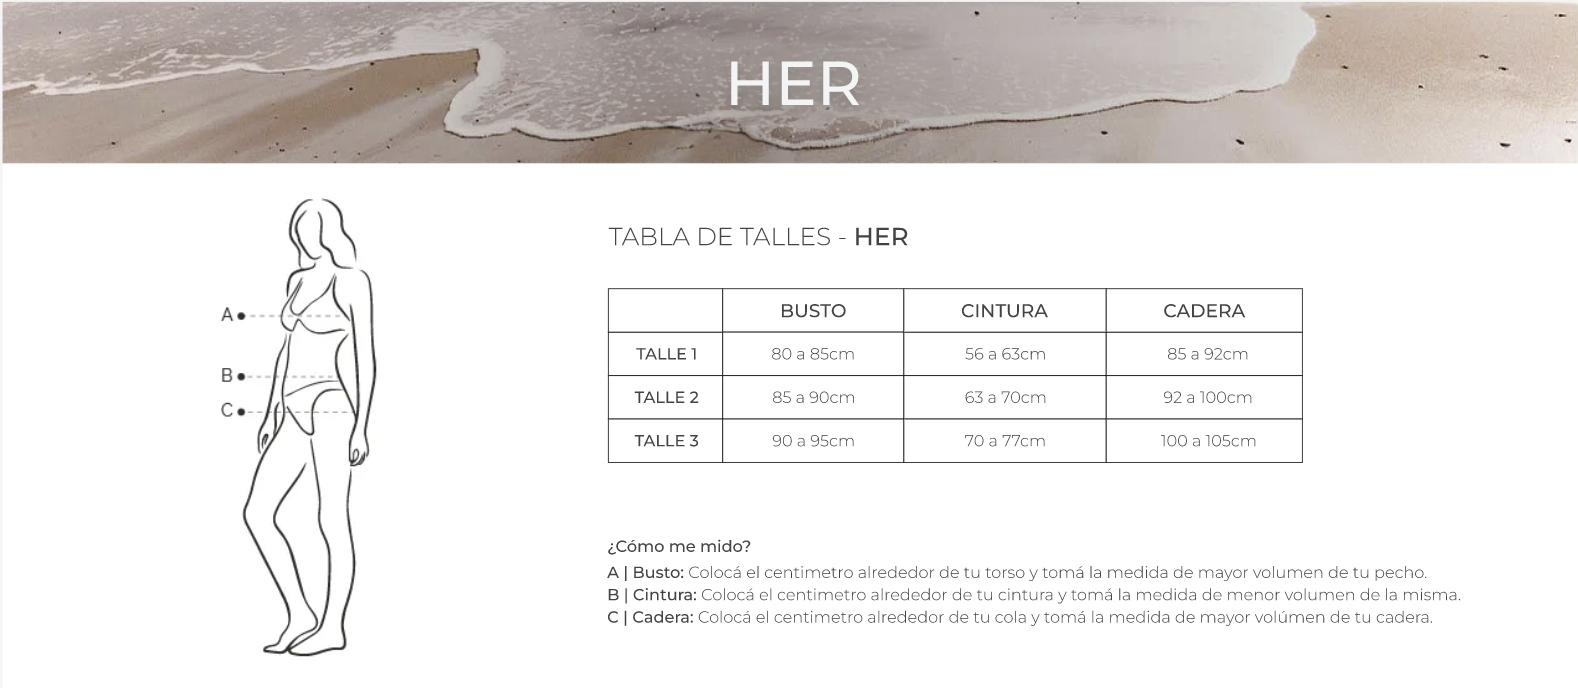 HER
TABLA DE TALLES - HER
BUSTO CINTURA CADERA
TALLE 1 80 a 85cm 56 a 63cm 85 a 92cm
TALLE 2 85 a 90cm 63 a 70cm 92 a 100cm
TALLE 3 90 a 95cm 70 a 77cm 100 a 105cm
A
B
C
¿Cómo me mido?
A | Busto: Colocá el centimetro alrededor de tu torso y tomá la medida de mayor volumen de tu pecho.
B | Cintura: Colocá el centimetro alrededor de tu cintura y tomá la medida de menor volumen de la misma.
C | Cadera: Colocá el centimetro alrededor de tu cola y tomá la medida de mayor volúmen de tu cadera.